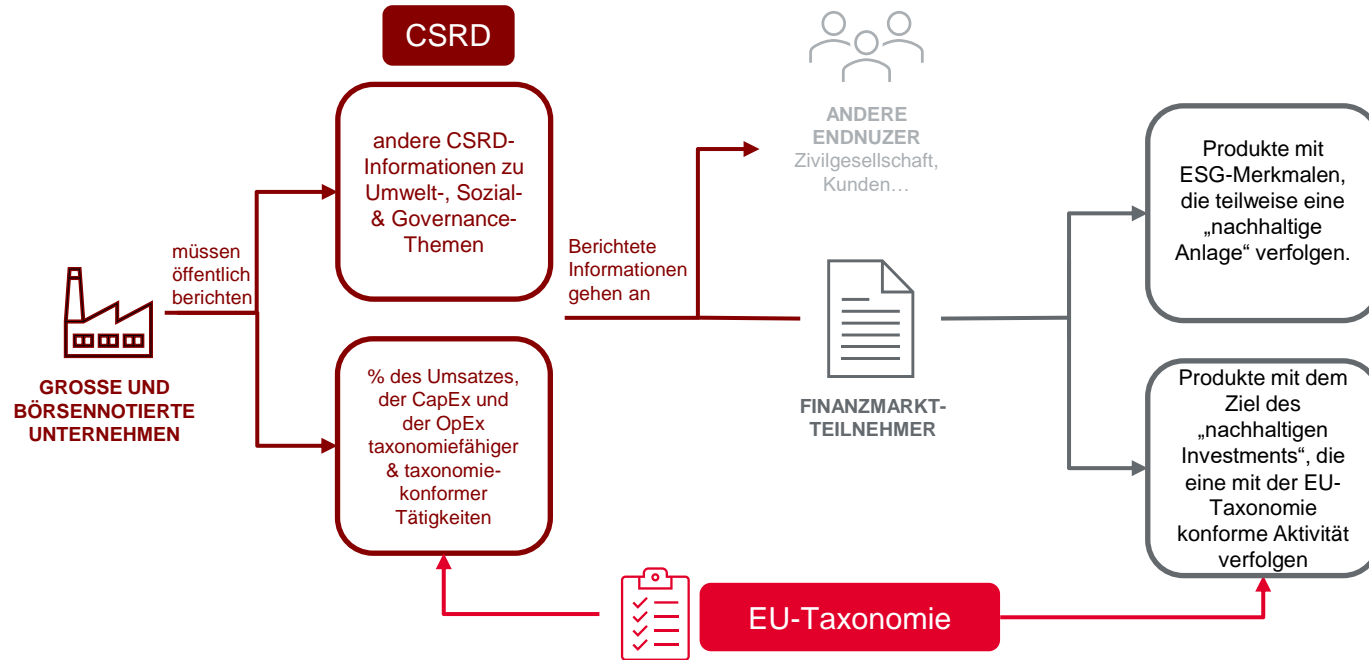 CSRD
andere CSRD-
Informationen zu
Umwelt-, Sozial-
& Governance-
Themen
müssen
öffentlich
berichten
GROSSE UND
BÖRSENNOTIERTE
UNTERNEHMEN
% des Umsatzes,
der CapEx und
der OpEx
taxonomiefähiger
& taxonomie-
konformer
Tätigkeiten
Berichtete
Informationen
gehen an
ANDERE
ENDNUZER
Zivilgesellschaft,
Kunden…
FINANZMARKT-
TEILNEHMER
Produkte mit
ESG-Merkmalen,
die teilweise eine
„nachhaltige
Anlage“ verfolgen.
Produkte mit dem
Ziel des
„nachhaltigen
Investments“, die
eine mit der EU-
Taxonomie
konforme Aktivität
verfolgen
EU-Taxonomie